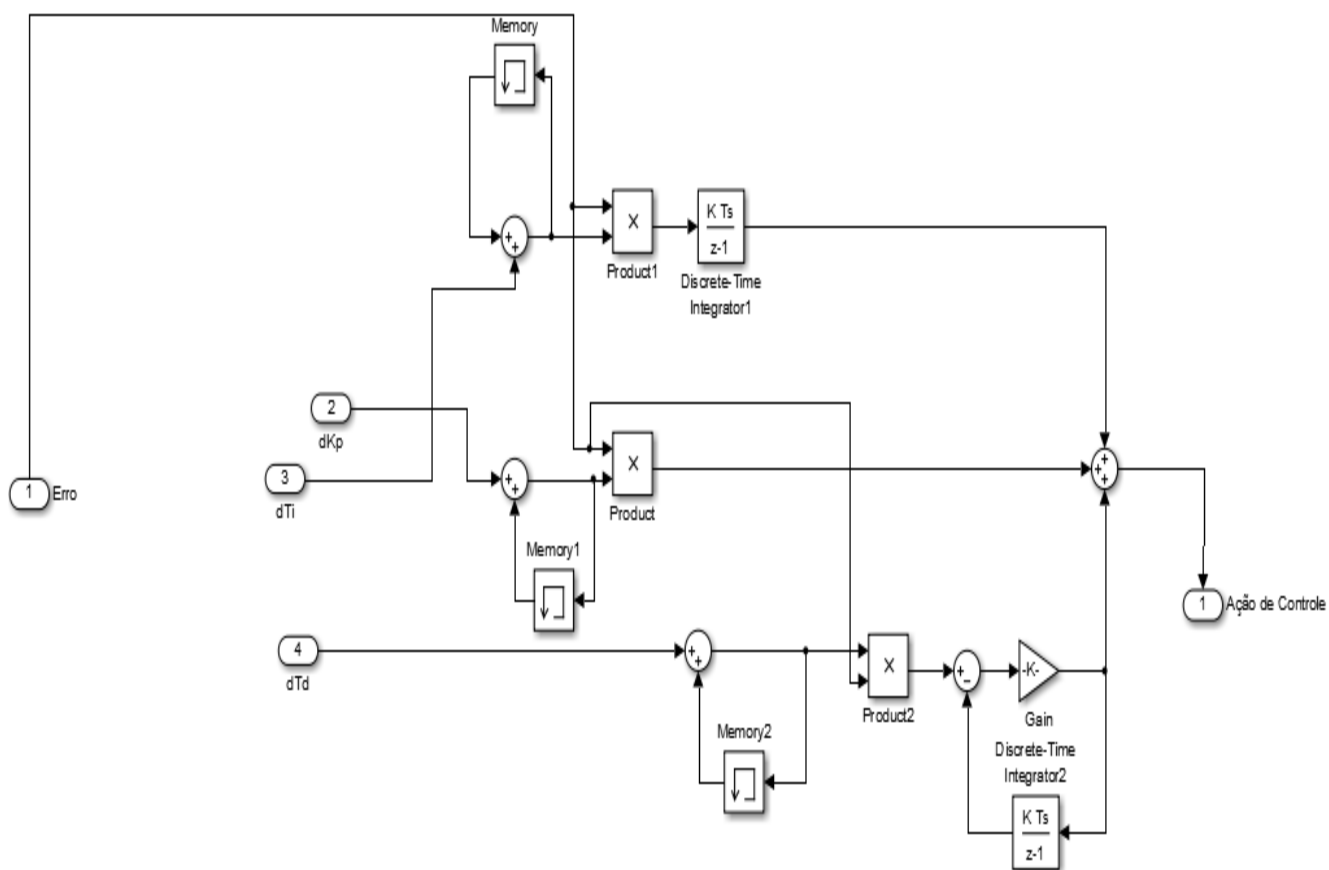 Memory
+
+
X
Product1
K Ts
z-1
Discrete-Time
Integrator1
2
dKp
3
dTi
1
Erro
+
+
X
Product
Memory1
+
+
+
1
Ação de Controle
4
dTd
+
+
X
Product2
+
-
-K-
Gain
Memory2
Discrete-Time
Integrator2
K Ts
z-1